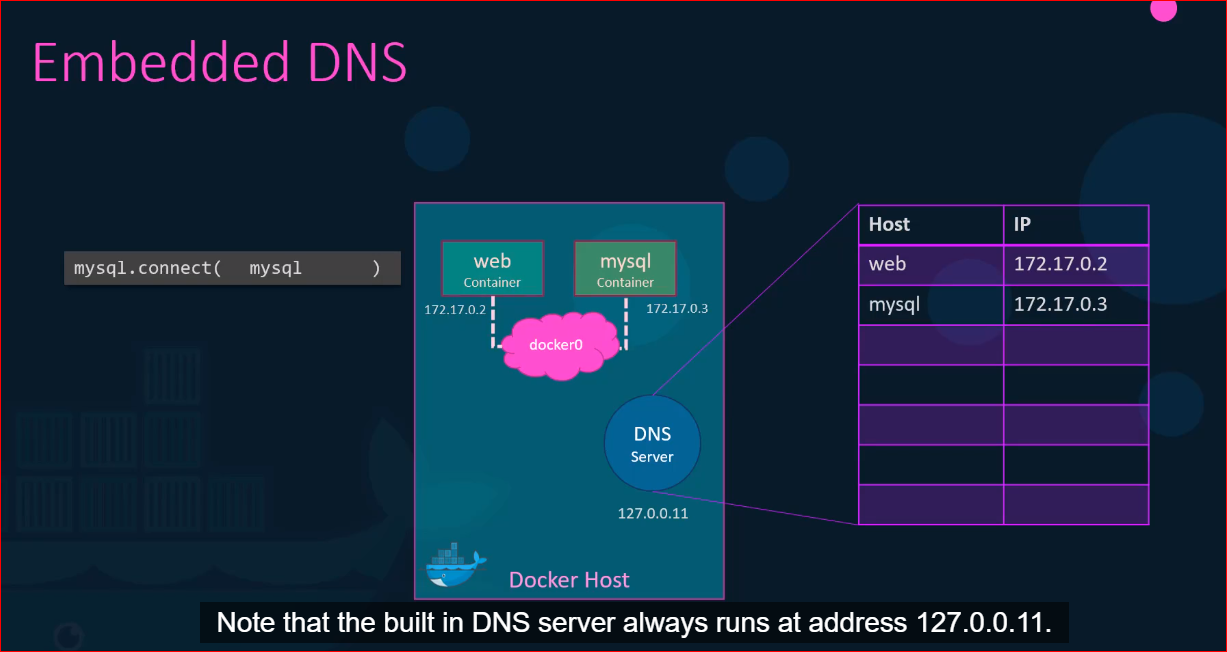 Embedded DNS
mysql.connect( mysql )
web
Container
mysql
Container
172.17.0.2
172.17.0.3
docker0
DNS
Server
127.0.0.11
Docker Host
Host IP
web 172.17.0.2
mysql 172.17.0.3
Note that the built in DNS server always runs at address 127.0.0.11.